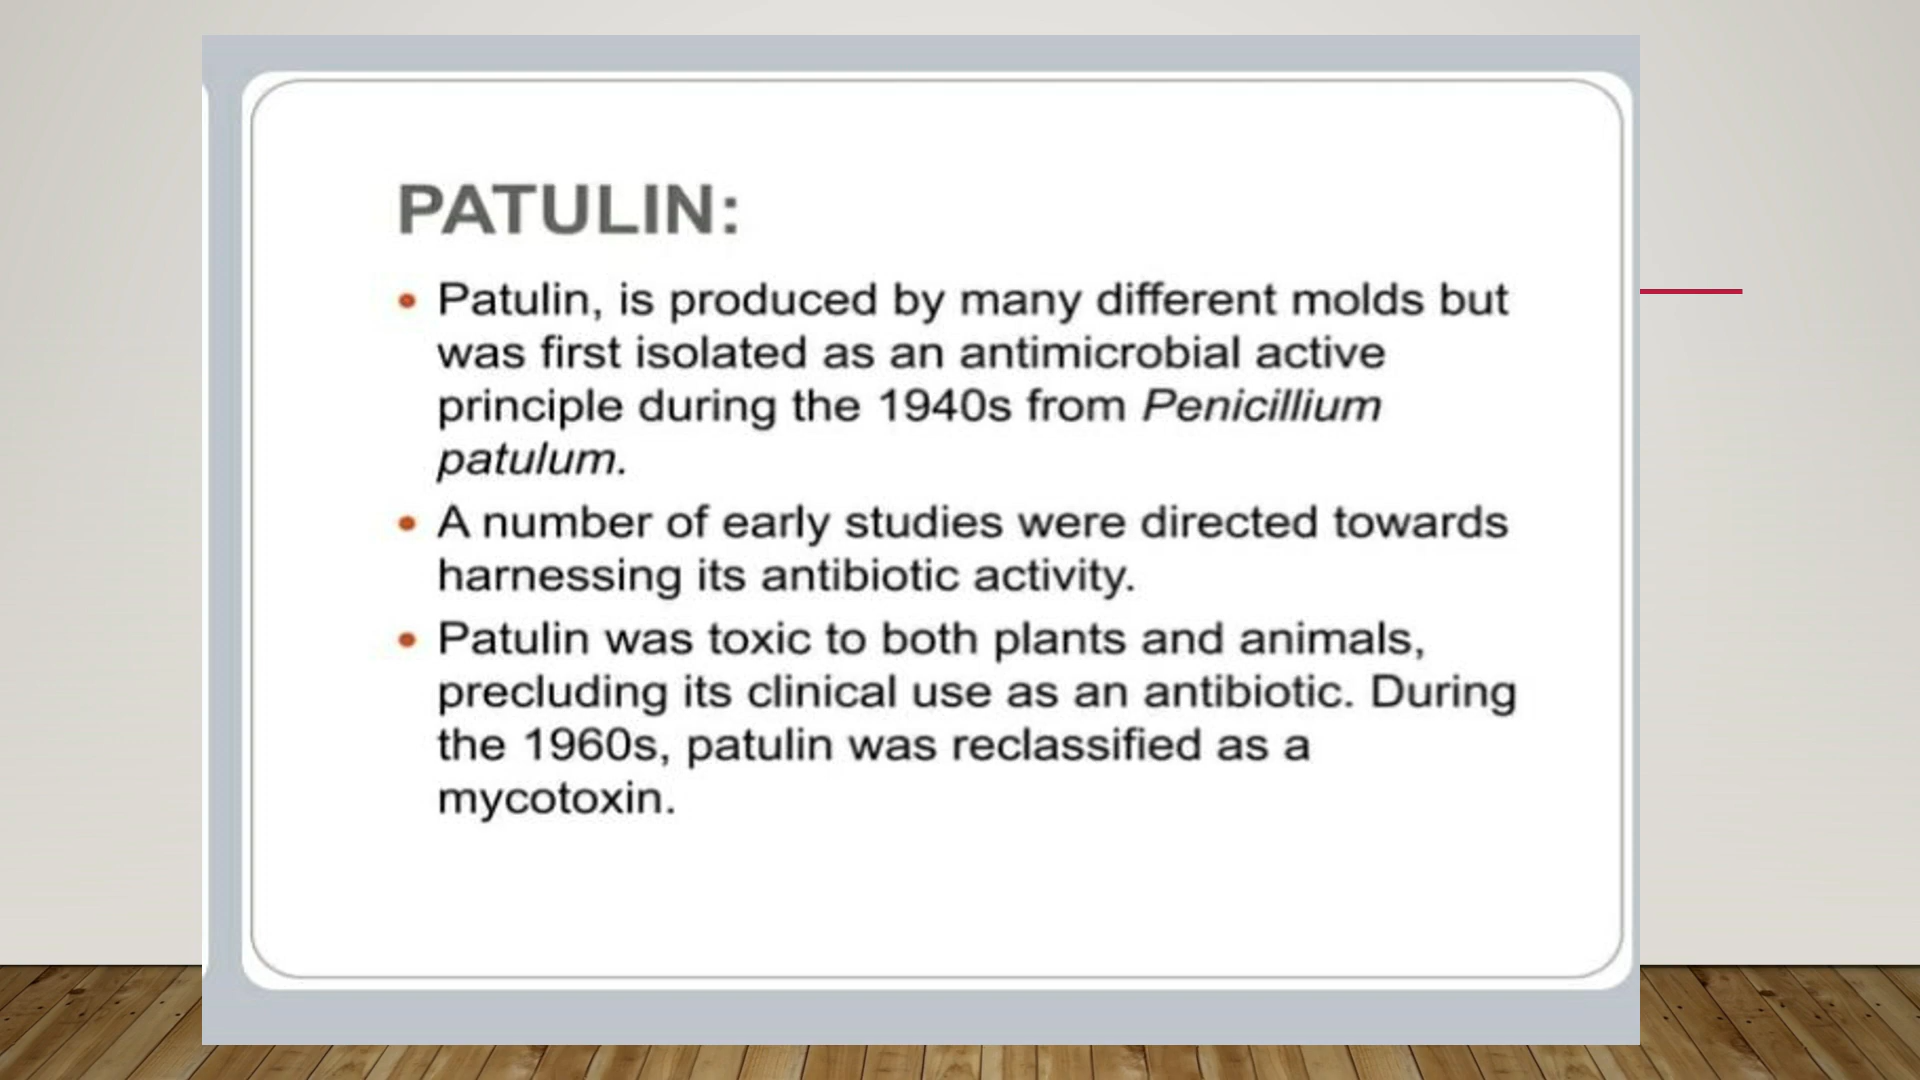 PATULIN:
• Patulin, is produced by many different molds but
was first isolated as an antimicrobial active
principle during the 1940s from Penicillium
patulum.
• A number of early studies were directed towards
harnessing its antibiotic activity.
• Patulin was toxic to both plants and animals,
precluding its clinical use as an antibiotic. During
the 1960s, patulin was reclassified as a
mycotoxin.